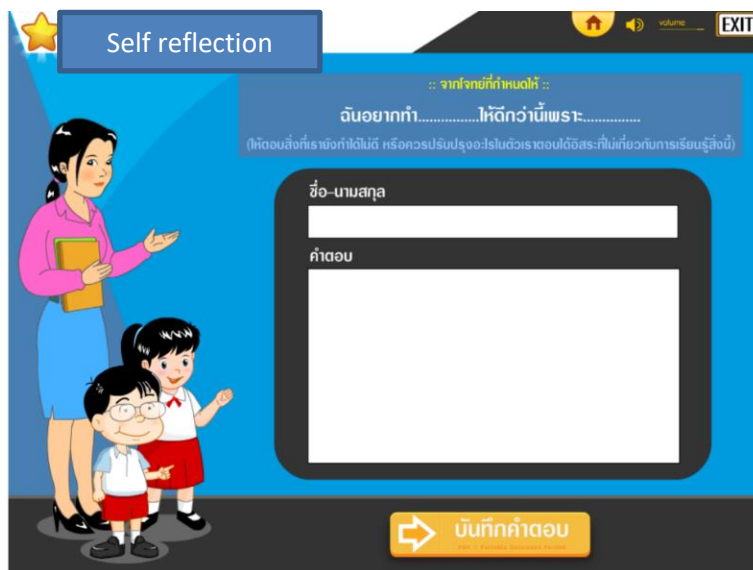 Self reflection
volume
EXIT
:: จากโจทย์ที่กำหนดให้ ::
ฉันอยากทำ...............ให้ดีกว่านี้เพราะ..............
(ให้ตอบสิ่งที่เรายังทำได้ไม่ดี หรือควรปรับปรุงอะไรในตัวเราตอบได้อิสระที่ไม่เกี่ยวกับการเรียนรู้สิ่งนี้)
ชื่อ-นามสกุล
คำตอบ
บันทึกคำตอบ